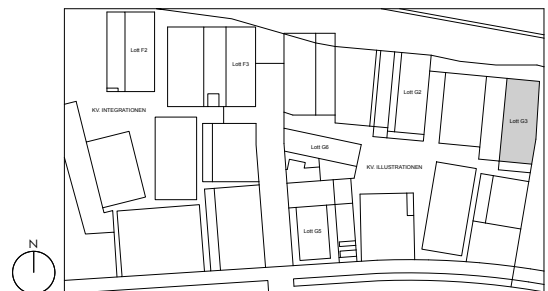 Lott F2
Lott F3
Lott G2
Lott G3
KV. INTEGRATIONEN
Lott G6
KV. ILLUSTRATIONEN
Lott G5
N